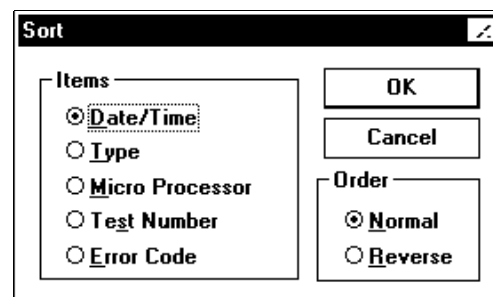 Sort
Items
Date/Time
Type
Micro Processor
Test Number
Error Code
OK
Cancel
Order
Normal
Reverse